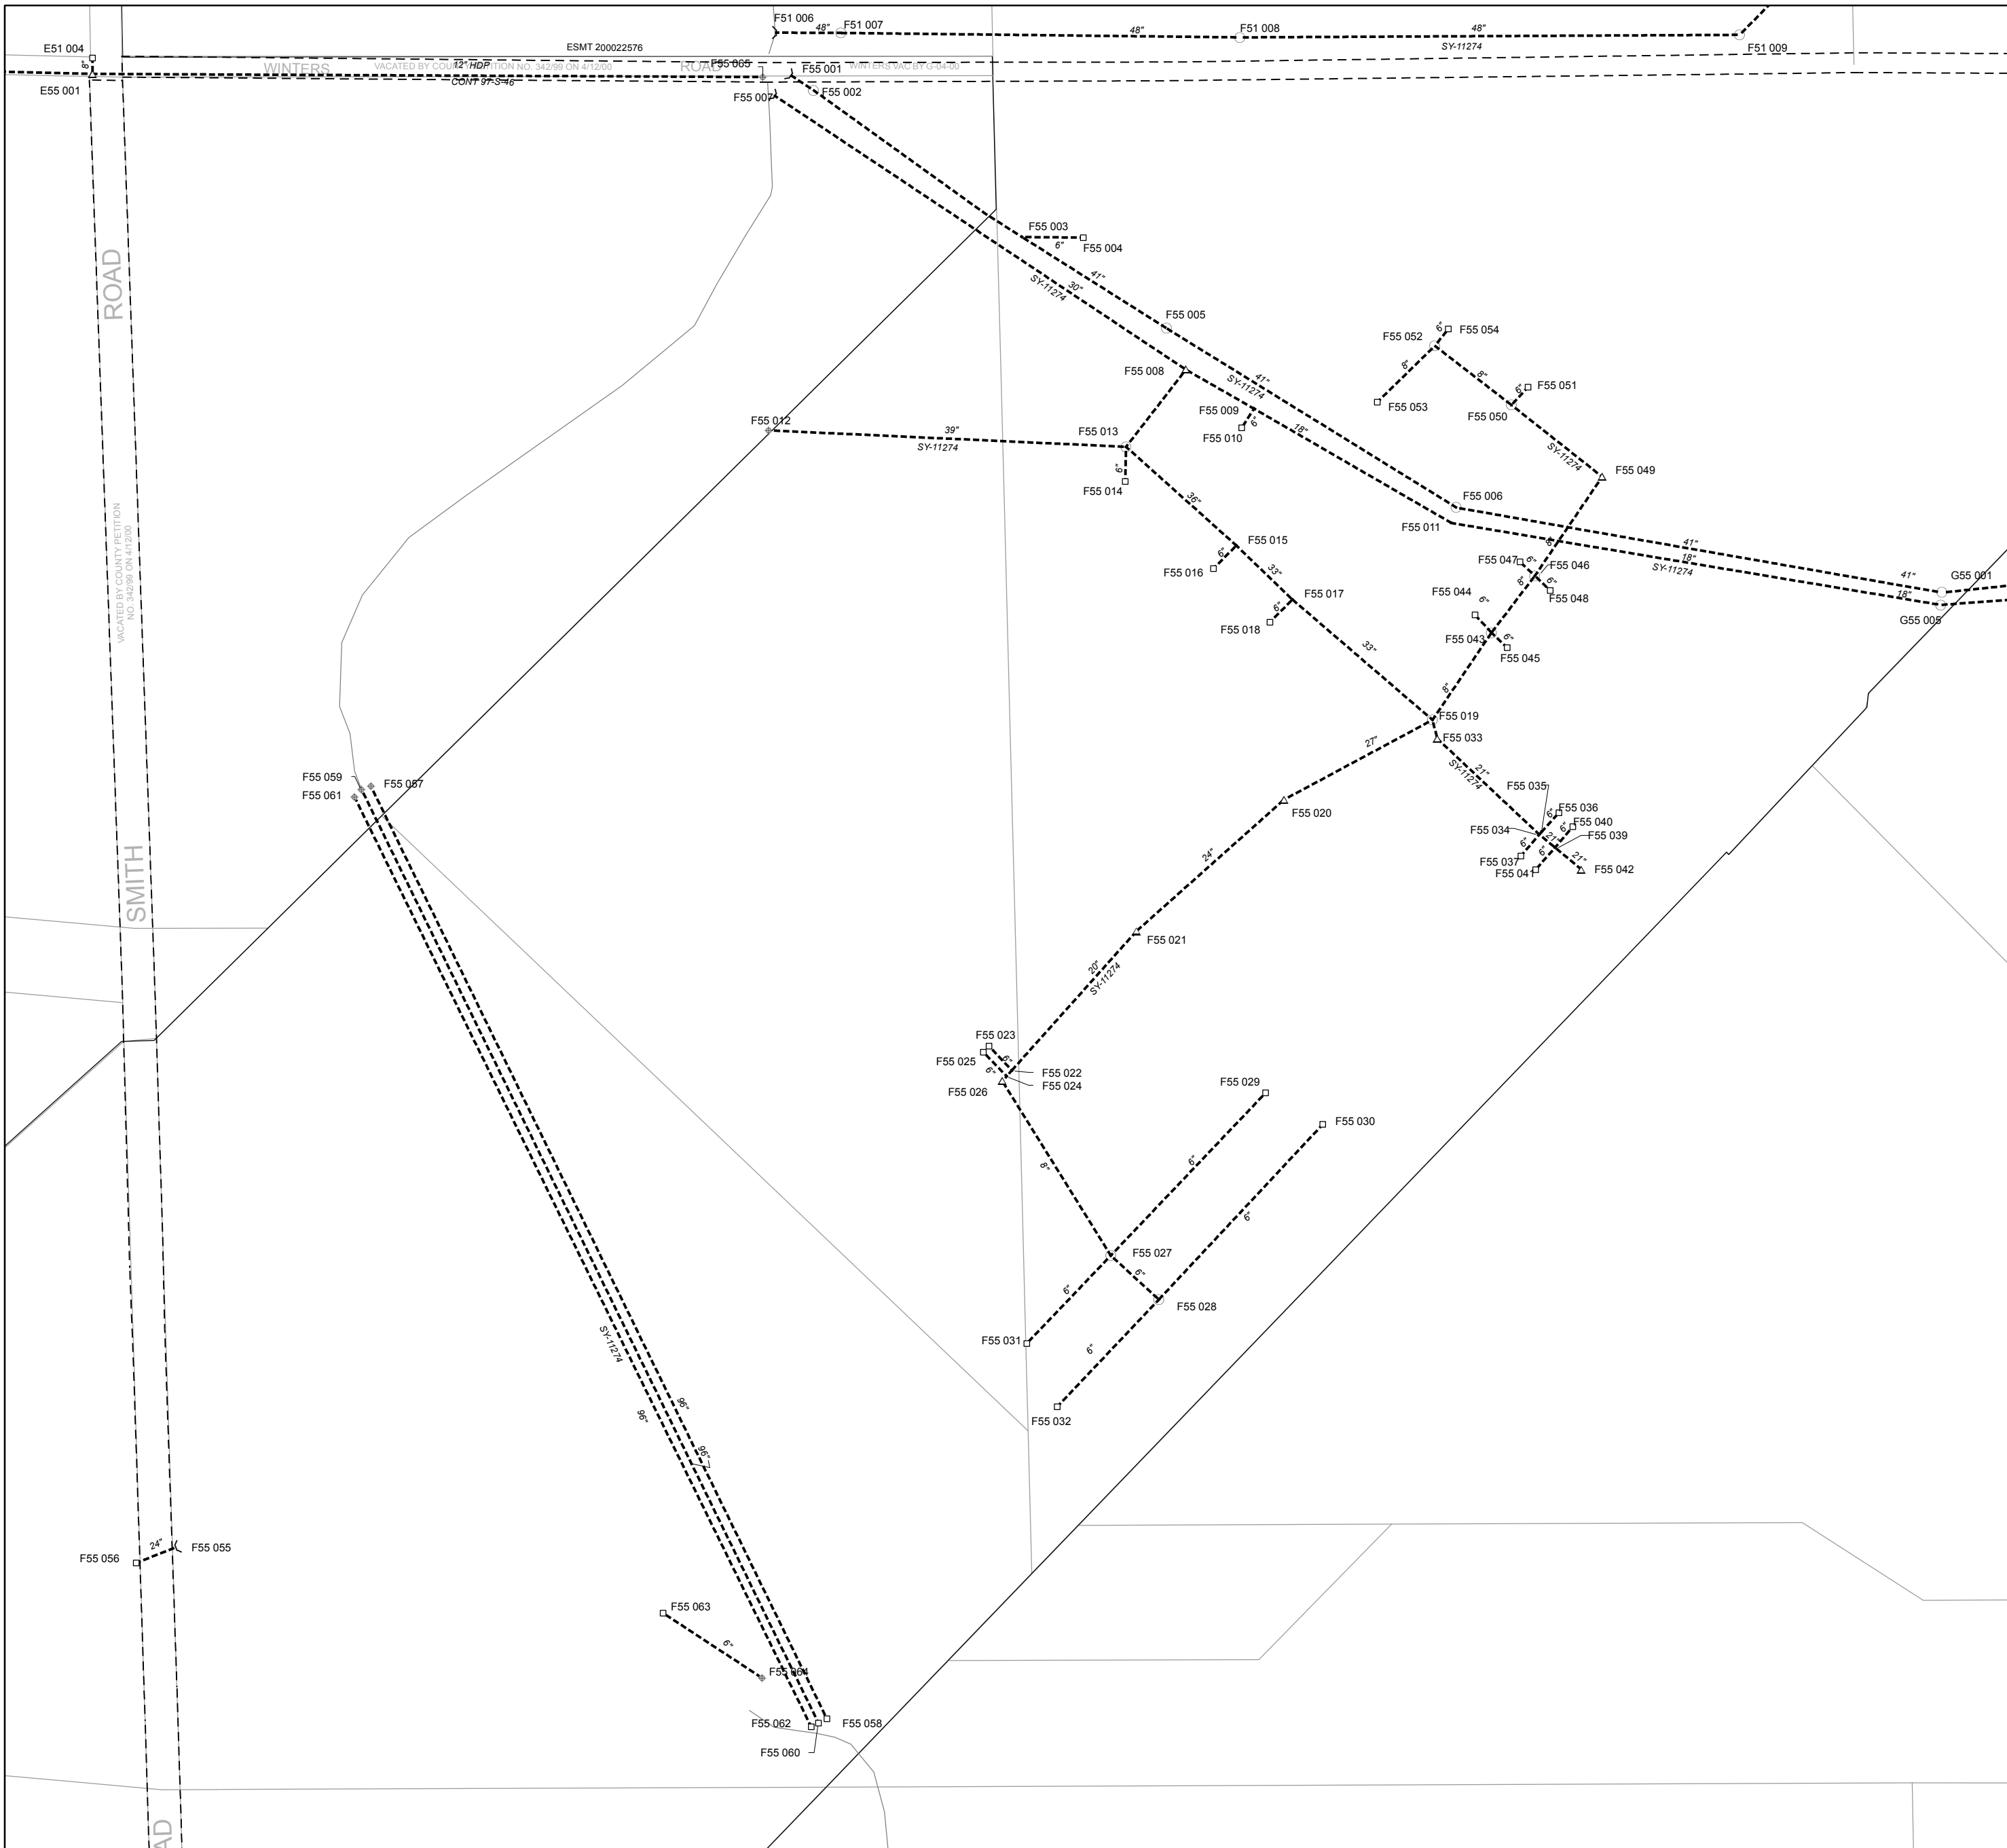 F51 006
48"
F51 007
48"
F51 008
48"
SY-11274
F51 009
E51 004
8"
ESMT 200022576
WINTERS
VACATED BY COUNTY PETITION NO. 342/99 ON 4/12/00
12" HDP
ROAD
F55 065
WINTERS VAC BY G-04-00
F55 001
E55 001
CONT 97-S-46
F55 007
F55 002
ROAD
F55 003
6"
F55 004
41"
30"
SY-11274
F55 005
F55 052
6"
F55 054
F55 008
8"
8"
41"
SY-11274
F55 051
6"
F55 053
F55 050
F55 009
F55 010
6"
18"
F55 012
39"
SY-11274
F55 013
6"
F55 014
SY-11274
F55 049
36"
F55 006
F55 011
VACATED BY COUNTY PETITION
NO. 342/99 ON 4/12/00
F55 015
6"
F55 016
33"
8"
41"
18"
SY-11274
F55 047
6"
F55 046
8"
6"
F55 048
41"
G55 001
18"
G55 005
F55 017
6"
F55 018
F55 044
6"
F55 043
6"
F55 045
33"
8"
F55 019
27"
F55 033
21"
SY-11274
F55 059
F55 057
F55 061
F55 020
F55 035
6"
F55 036
F55 034
6"
F55 040
21"
F55 039
6"
6"
F55 037
21"
F55 041
F55 042
SMITH
24"
F55 021
20"
SY-11274
F55 023
F55 025
6"
6"
F55 022
F55 024
F55 026
F55 029
F55 030
8"
6"
6"
F55 027
6"
6"
F55 028
F55 031
6"
F55 032
SY-11274
96"
96"
96"
24"
F55 055
F55 056
F55 063
6"
F55 064
F55 062
F55 058
F55 060
AD